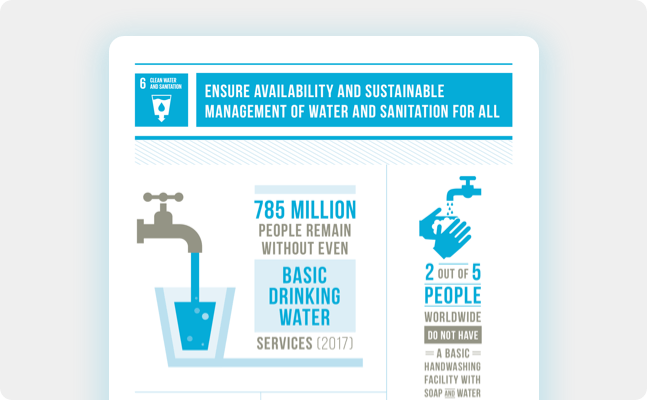 6 CLEAN WATER
AND SANITATION
ENSURE AVAILABILITY AND SUSTAINABLE
MANAGEMENT OF WATER AND SANITATION FOR ALL
785 MILLION
PEOPLE REMAIN
WITHOUT EVEN
BASIC
DRINKING
WATER
SERVICES (2017)
2 OUT OF 5
PEOPLE
WORLDWIDE
DO NOT HAVE
A BASIC
HANDWASHING
FACILITY WITH
SOAP AND WATER